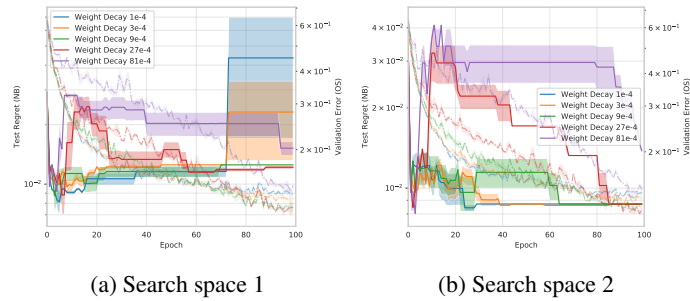 Weight Decay 1e-4
Weight Decay 3e-4
Weight Decay 9e-4
Weight Decay 27e-4
Weight Decay 81e-4
Test Regret (NB)
10⁻²
Validation Error (OS)
6 × 10⁻¹
4 × 10⁻¹
3 × 10⁻¹
2 × 10⁻¹
0 20 40 60 80 100
Epoch
(a) Search space 1
Weight Decay 1e-4
Weight Decay 3e-4
Weight Decay 9e-4
Weight Decay 27e-4
Weight Decay 81e-4
Test Regret (NB)
4 × 10⁻²
3 × 10⁻²
2 × 10⁻²
10⁻²
Validation Error (OS)
6 × 10⁻¹
4 × 10⁻¹
3 × 10⁻¹
2 × 10⁻¹
0 20 40 60 80 100
Epoch
(b) Search space 2